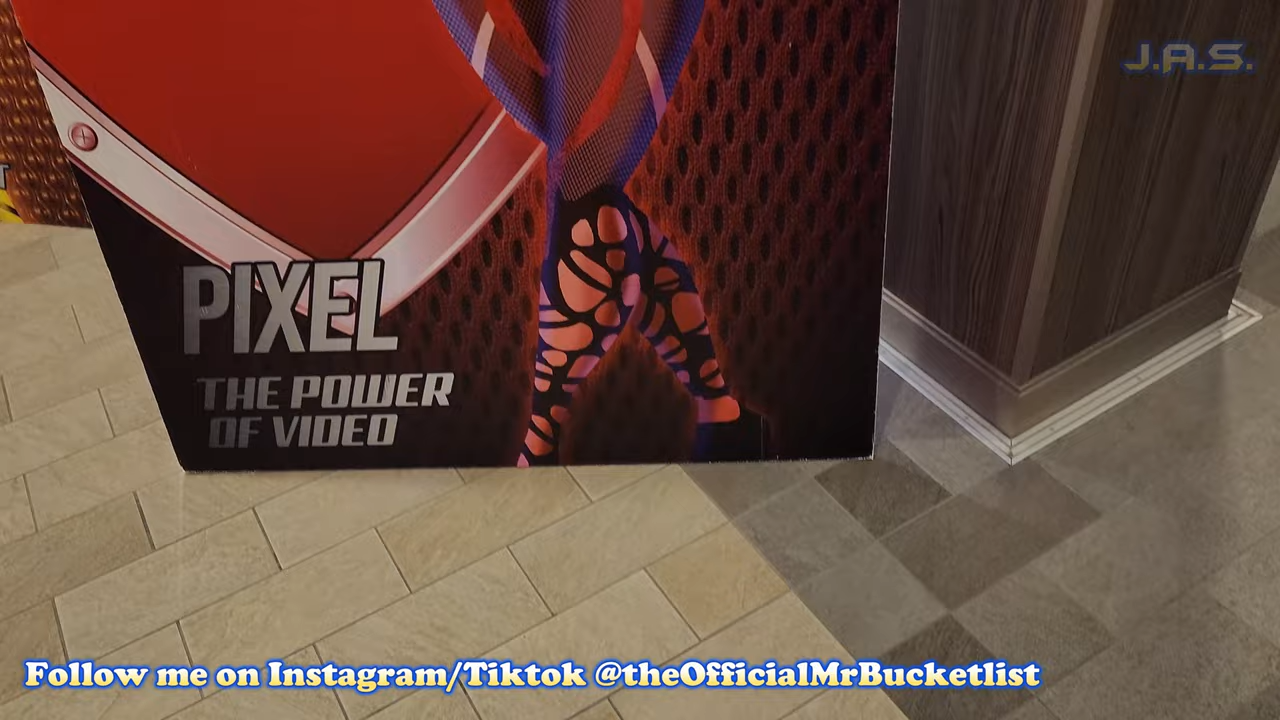 J.A.S.
PIXEL
THE POWER
OF VIDEO
Follow me on Instagram/Tiktok @theOfficialMrBucketlist